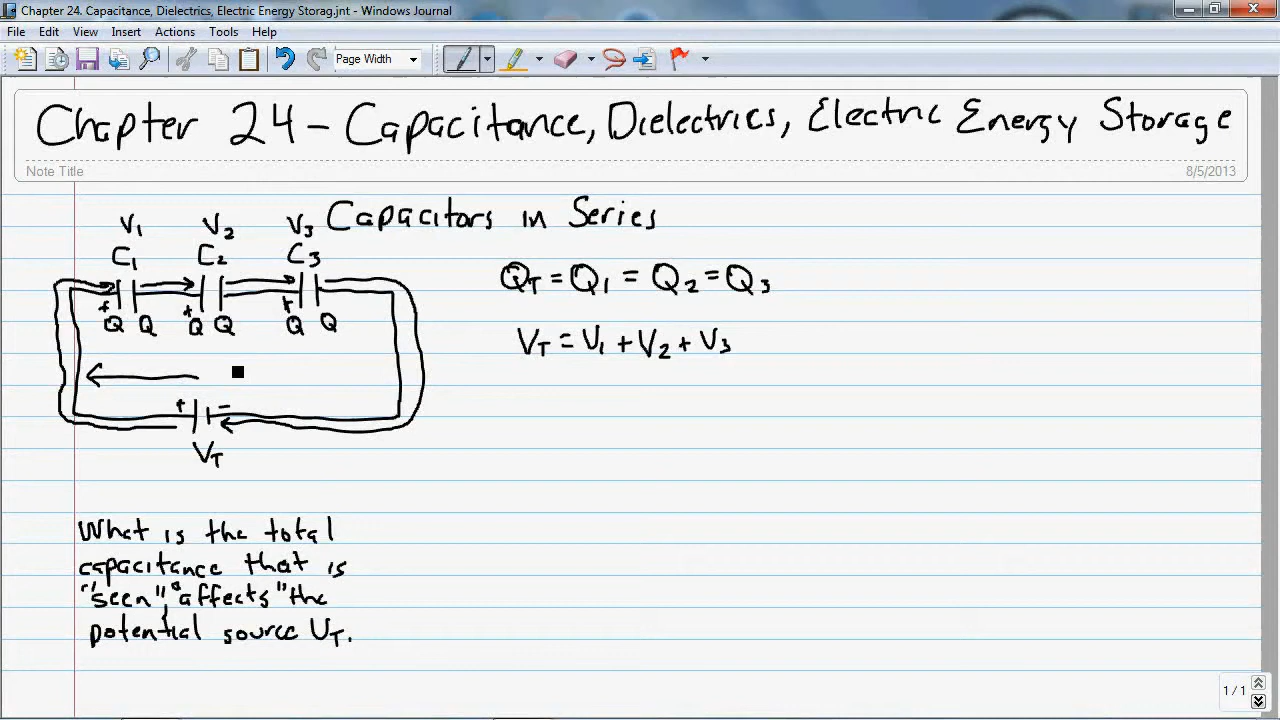 Chapter 24. Capacitance, Dielectrics, Electric Energy Storag.jnt - Windows Journal
File Edit View Insert Actions Tools Help
Page Width
Chapter 24 - Capacitance, Dielectrics, Electric Energy Storage
Note Title
8/5/2013
Capacitors in Series
V1 V2 V3
C1 C2 C3
+ + +
Q Q Q Q Q Q
+ -
VT
QT = Q1 = Q2 = Q3
VT = V1 + V2 + V3
What is the total
capacitance that is
"seen", "affects" the
potential source VT.
1 / 1